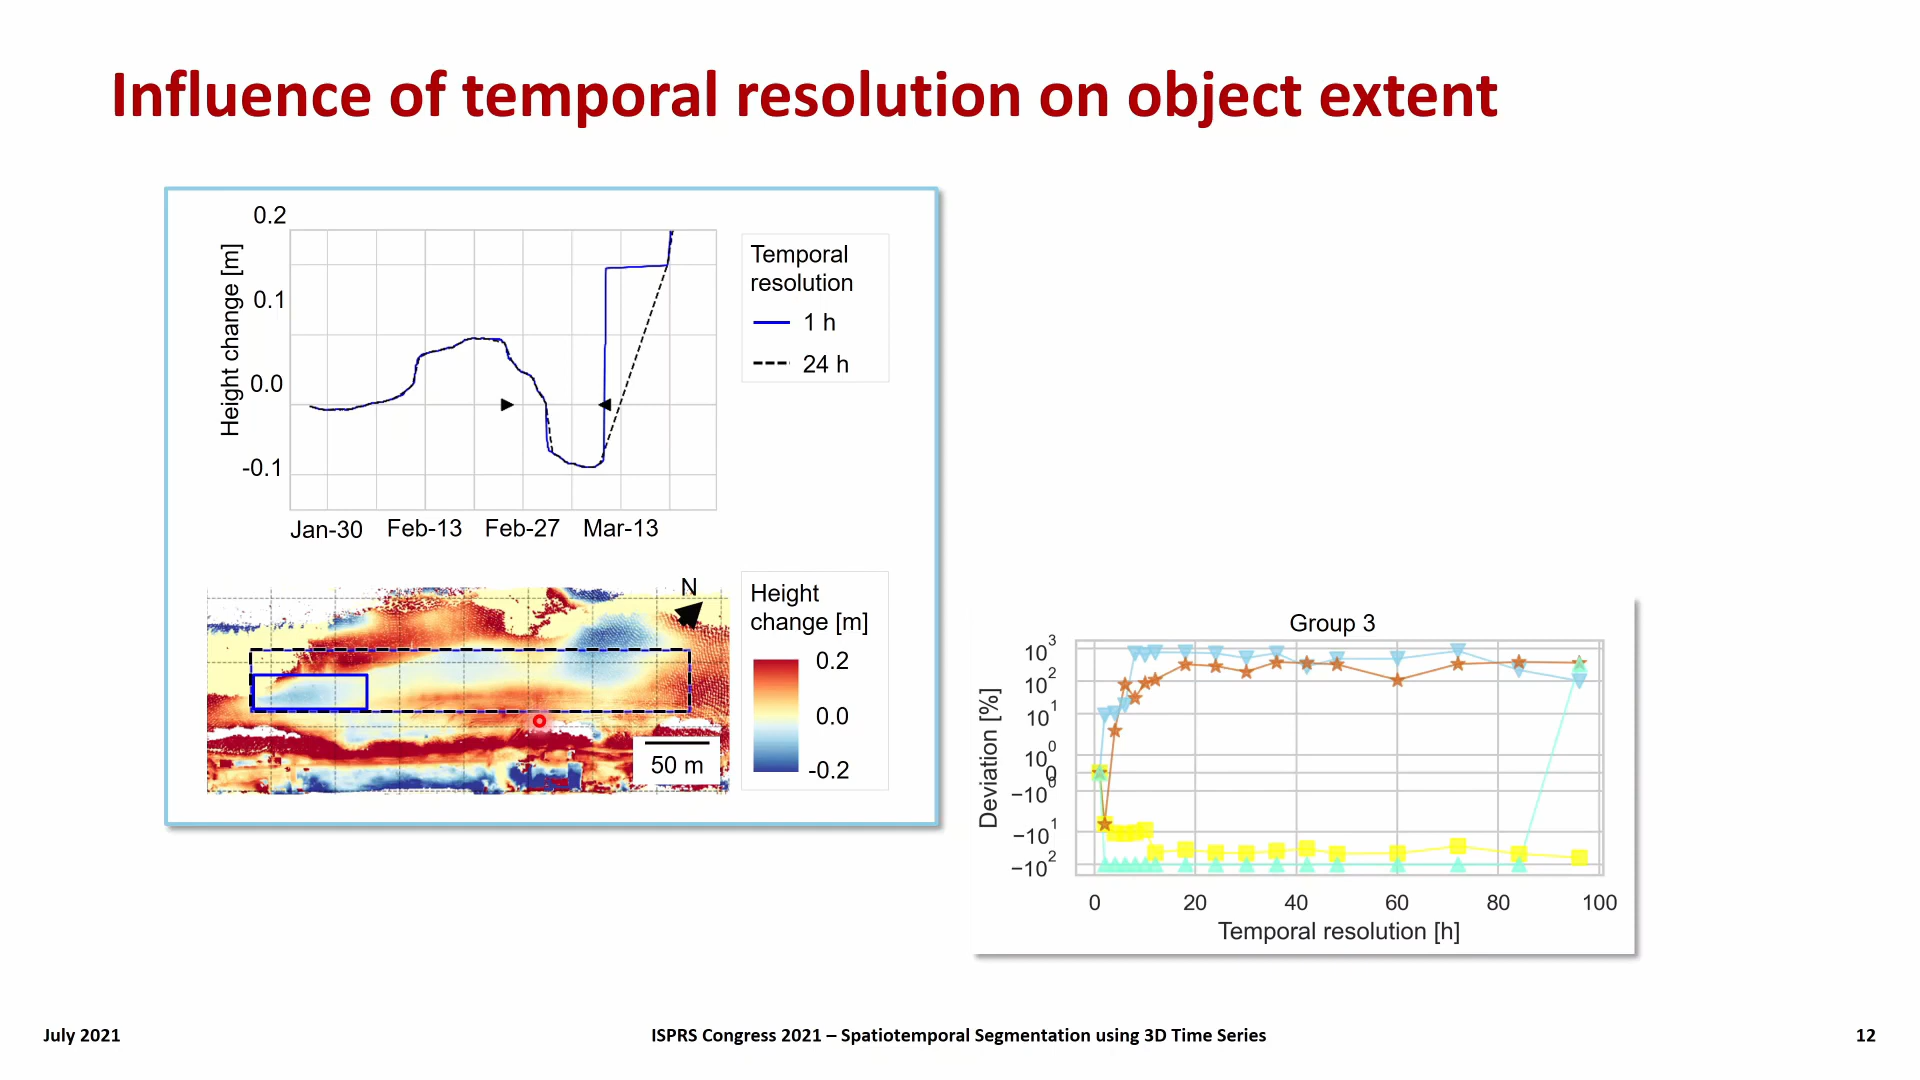 Influence of temporal resolution on object extent
0.2
0.1
0.0
-0.1
Height change [m]
Jan-30 Feb-13 Feb-27 Mar-13
Temporal
resolution
1 h
24 h
N
50 m
Height
change [m]
0.2
0.0
-0.2
Group 3
10³
10²
10¹
10⁰
0
−10⁰
−10¹
−10²
Deviation [%]
0 20 40 60 80 100
Temporal resolution [h]
July 2021
ISPRS Congress 2021 – Spatiotemporal Segmentation using 3D Time Series
12